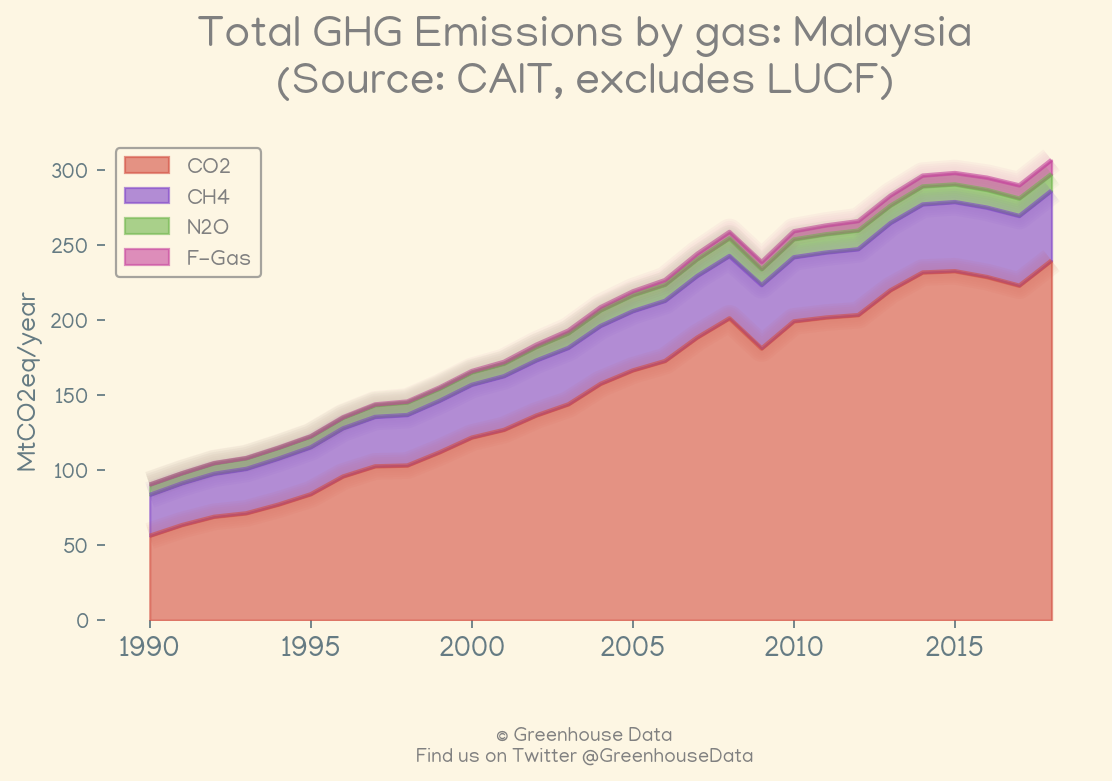 Total GHG Emissions by gas: Malaysia
(Source: CAIT, excludes LUCF)
CO2
CH4
N2O
F-Gas
MtCO2eq/year
300
250
200
150
100
50
0
1990 1995 2000 2005 2010 2015
© Greenhouse Data
Find us on Twitter @GreenhouseData